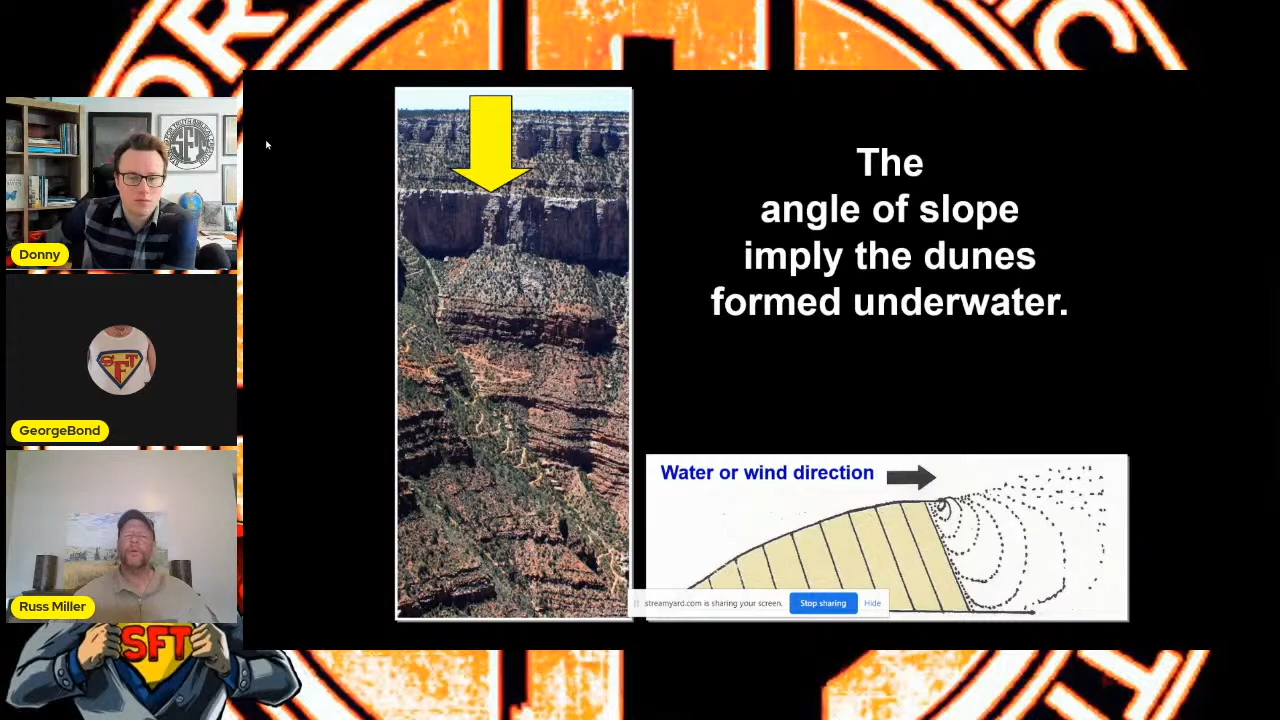 SFT
Donny
GeorgeBond
SFT
Russ Miller
SFT
The
angle of slope
imply the dunes
formed underwater.
Water or wind direction
streamyard.com is sharing your screen.
Stop sharing
Hide